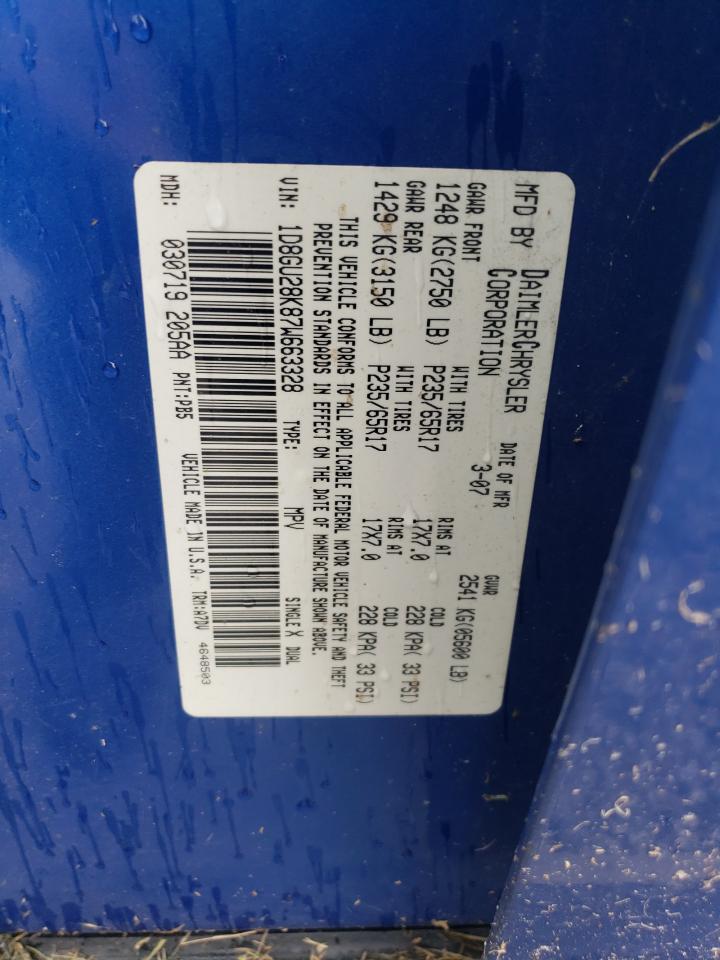 MFD BY DAIMLERCHRYSLER CORPORATION DATE OF MFR 3-07 GVWR 2541 KG(05600 LB)
GAWR FRONT WITH TIRES RIMS AT COLD
1248 KG(2750 LB) P235/65R17 17X7.0 228 KPA( 33 PSI)
GAWR REAR WITH TIRES RIMS AT COLD
1429 KG(3150 LB) P235/65R17 17X7.0 228 KPA( 33 PSI)
THIS VEHICLE CONFORMS TO ALL APPLICABLE FEDERAL MOTOR VEHICLE SAFETY AND THEFT
PREVENTION STANDARDS IN EFFECT ON THE DATE OF MANUFACTURE SHOWN ABOVE.
VIN: 1D8GU28K87W663328 TYPE: MPV SINGLE X DUAL
MDH: 030719 205AA PNT:PB5 VEHICLE MADE IN U.S.A. TRM:A7DV 4648503